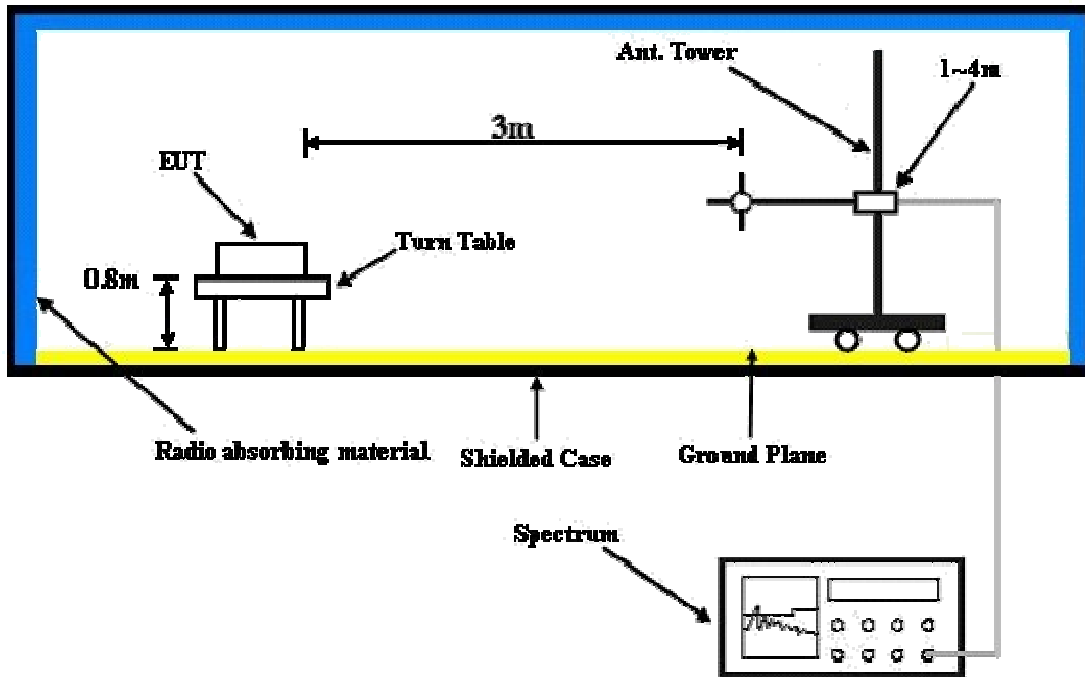 Ant. Tower
1~4m
3m
EUT
Turn Table
0.8m
Radio absorbing material
Shielded Case
Ground Plane
Spectrum